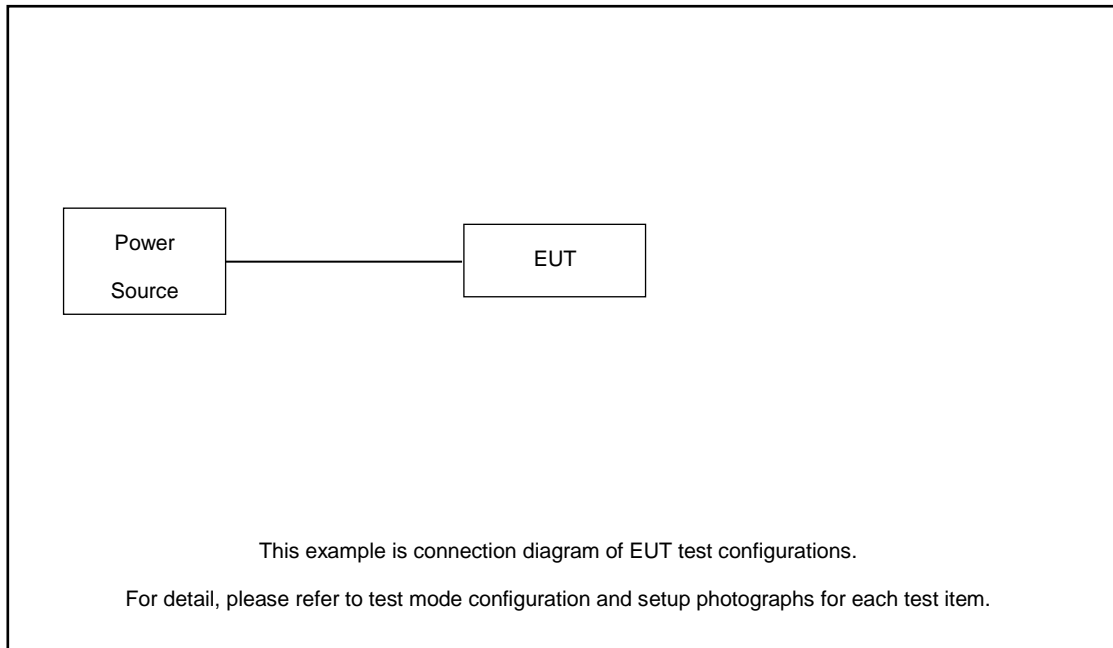 Power
Source
EUT
This example is connection diagram of EUT test configurations.
For detail, please refer to test mode configuration and setup photographs for each test item.